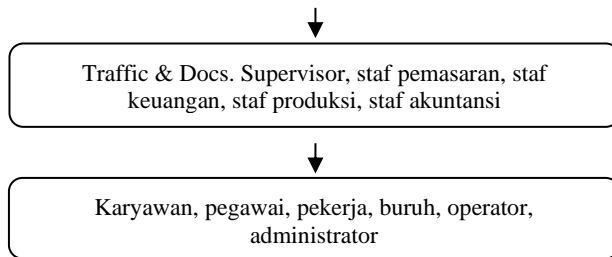 Traffic & Docs. Supervisor, staf pemasaran, staf
keuangan, staf produksi, staf akuntansi
Karyawan, pegawai, pekerja, buruh, operator,
administrator